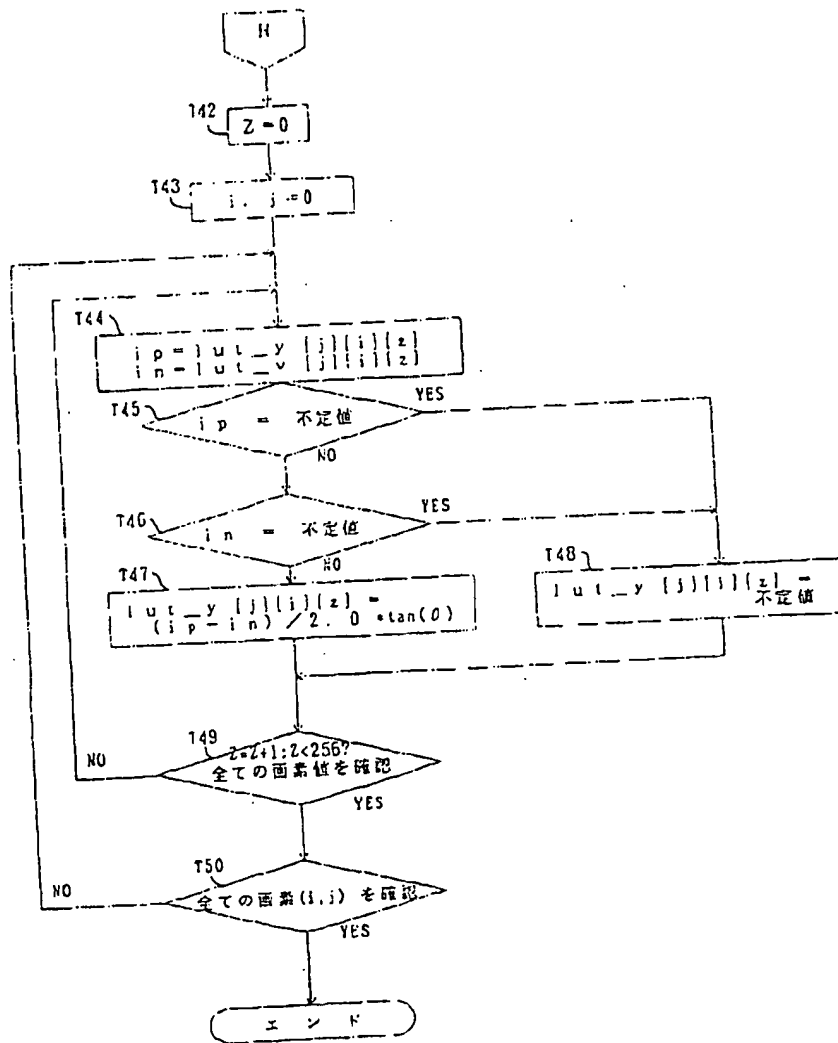 H
T42
Z=0
T43
i, j=0
T44
ip=lut_y[j][i][z]
in=lut_v[j][i][z]
T45
ip = 不定値
YES
NO
T46
in = 不定値
YES
NO
T47
lut_y[j][i][z] =
(ip-in)/2.0*tan(θ)
T48
lut_y[j][i][z] =
不定値
T49
Z=Z+1;Z<256?
全ての画素値を確認
NO
YES
T50
全ての画素(i,j)を確認
NO
YES
エンド